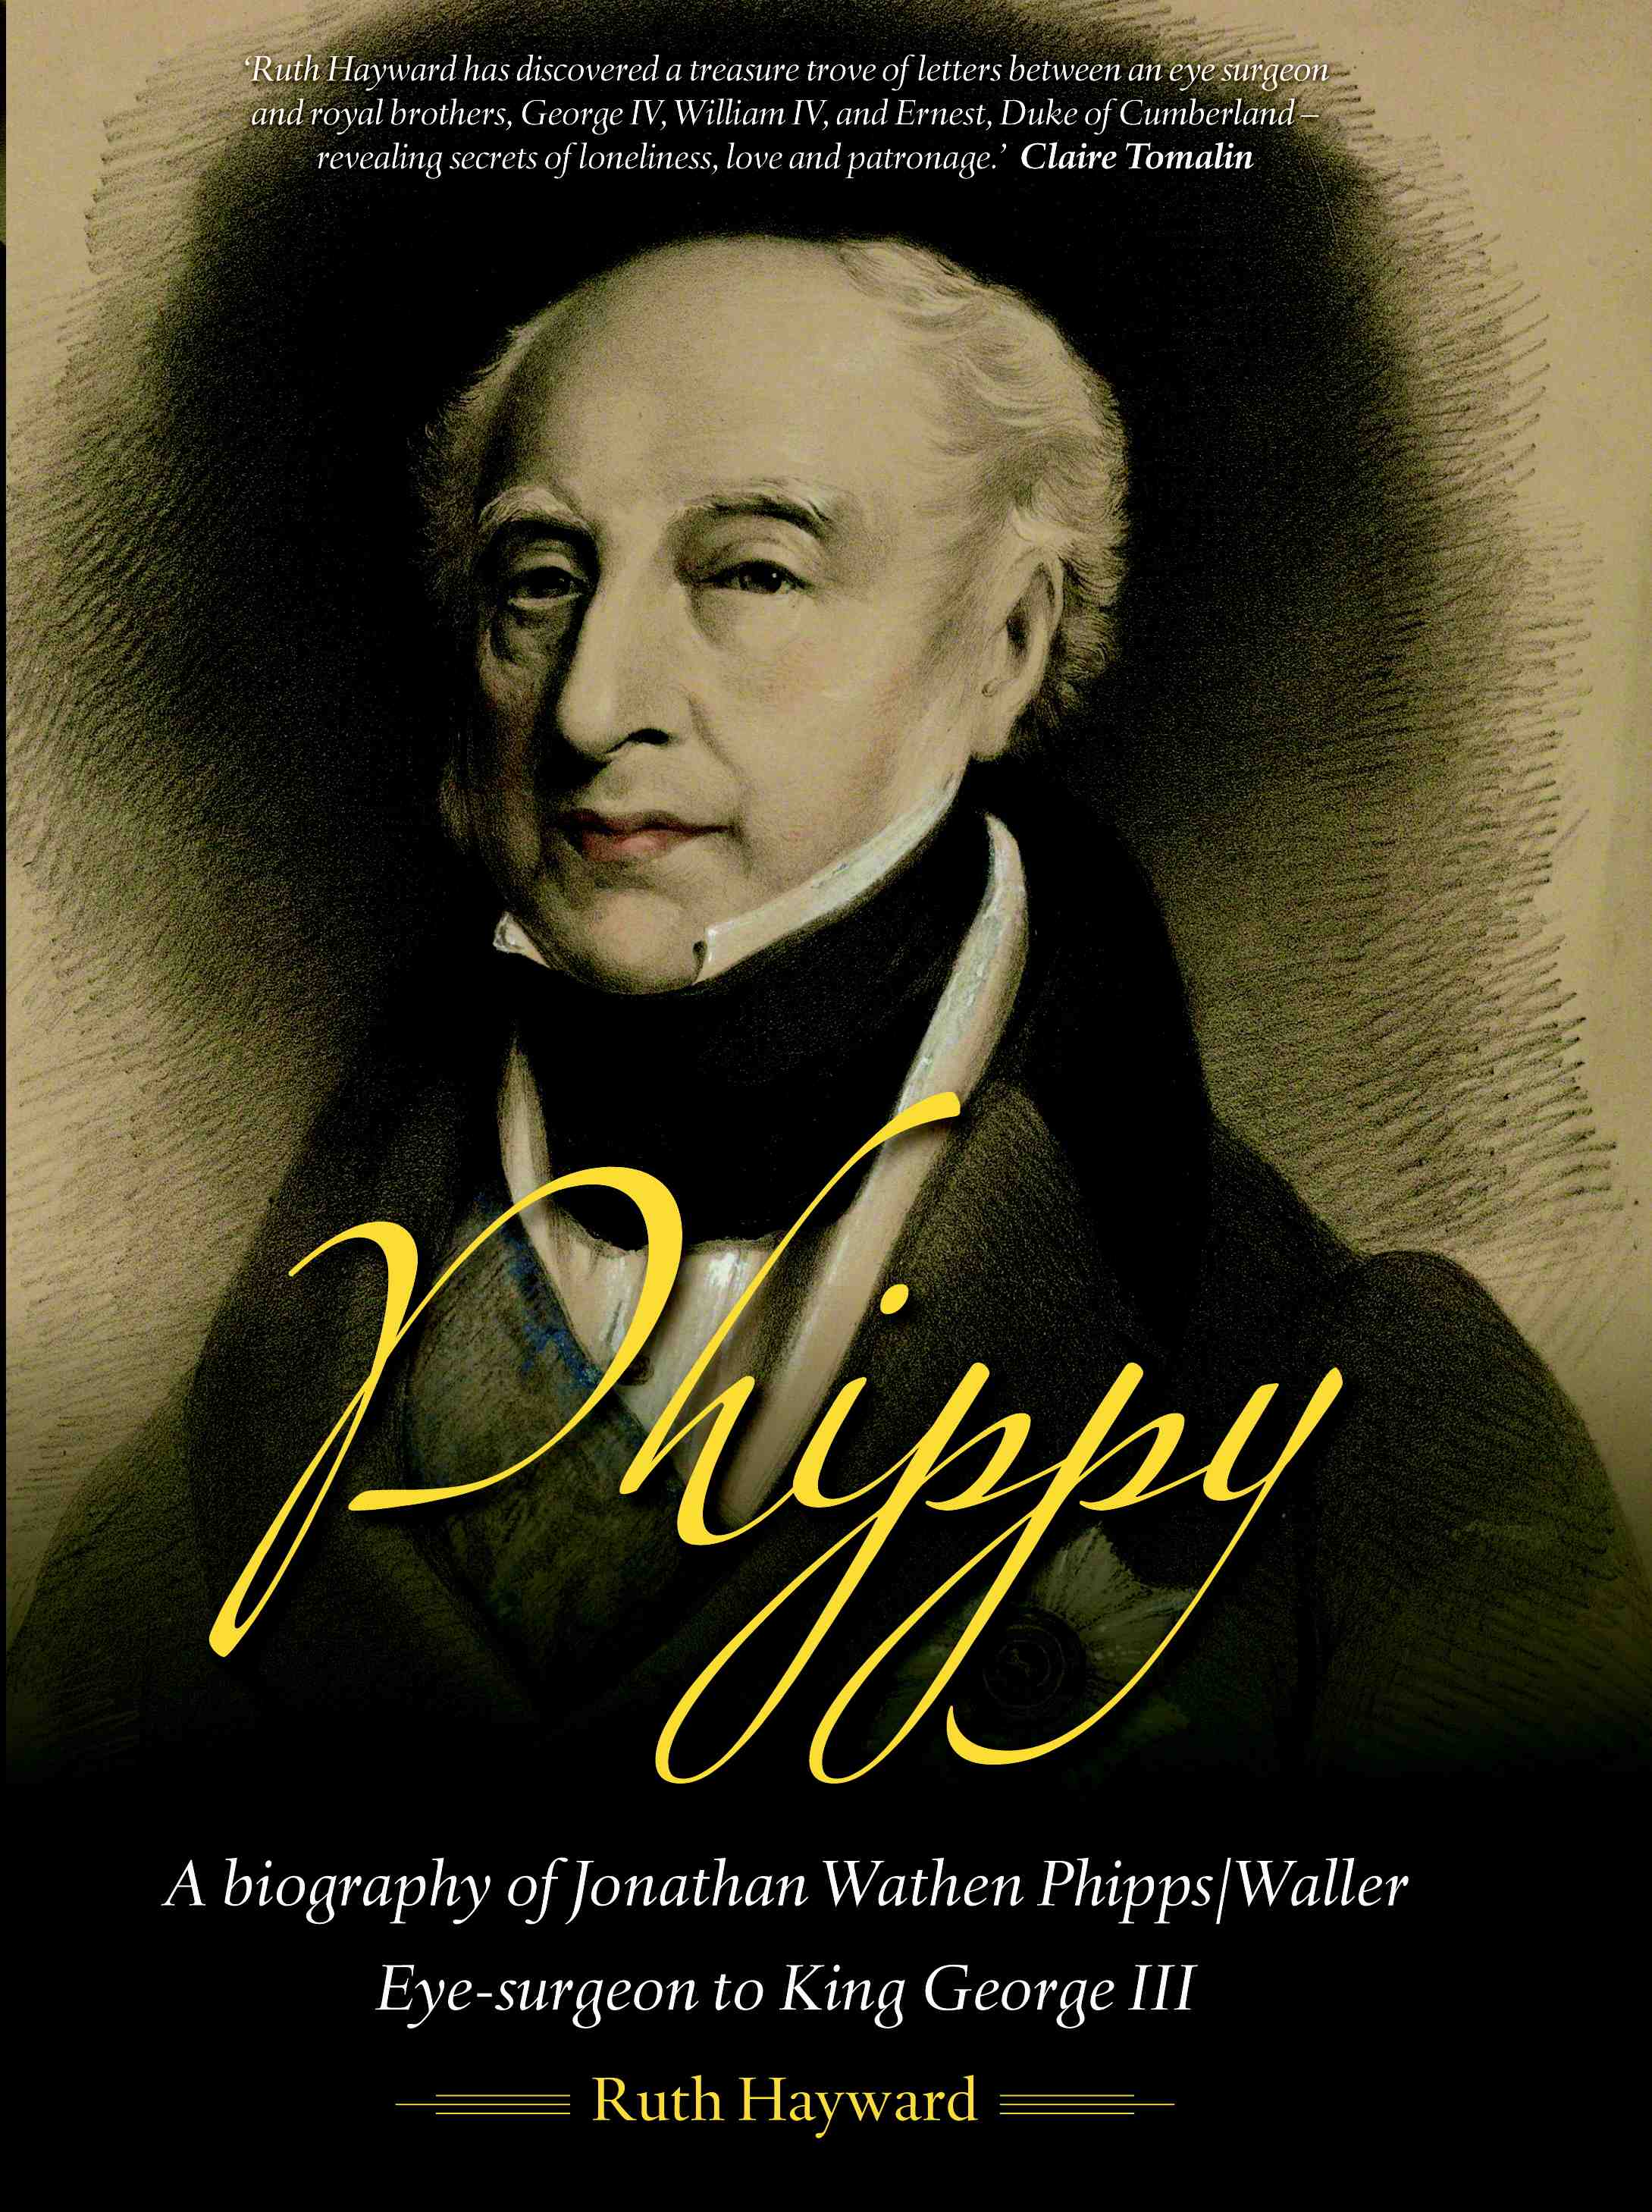 ‘Ruth Hayward has discovered a treasure trove of letters between an eye surgeon
and royal brothers, George IV, William IV, and Ernest, Duke of Cumberland –
revealing secrets of loneliness, love and patronage.’ Claire Tomalin
Phippy
A biography of Jonathan Wathen Phipps/Waller
Eye-surgeon to King George III
Ruth Hayward